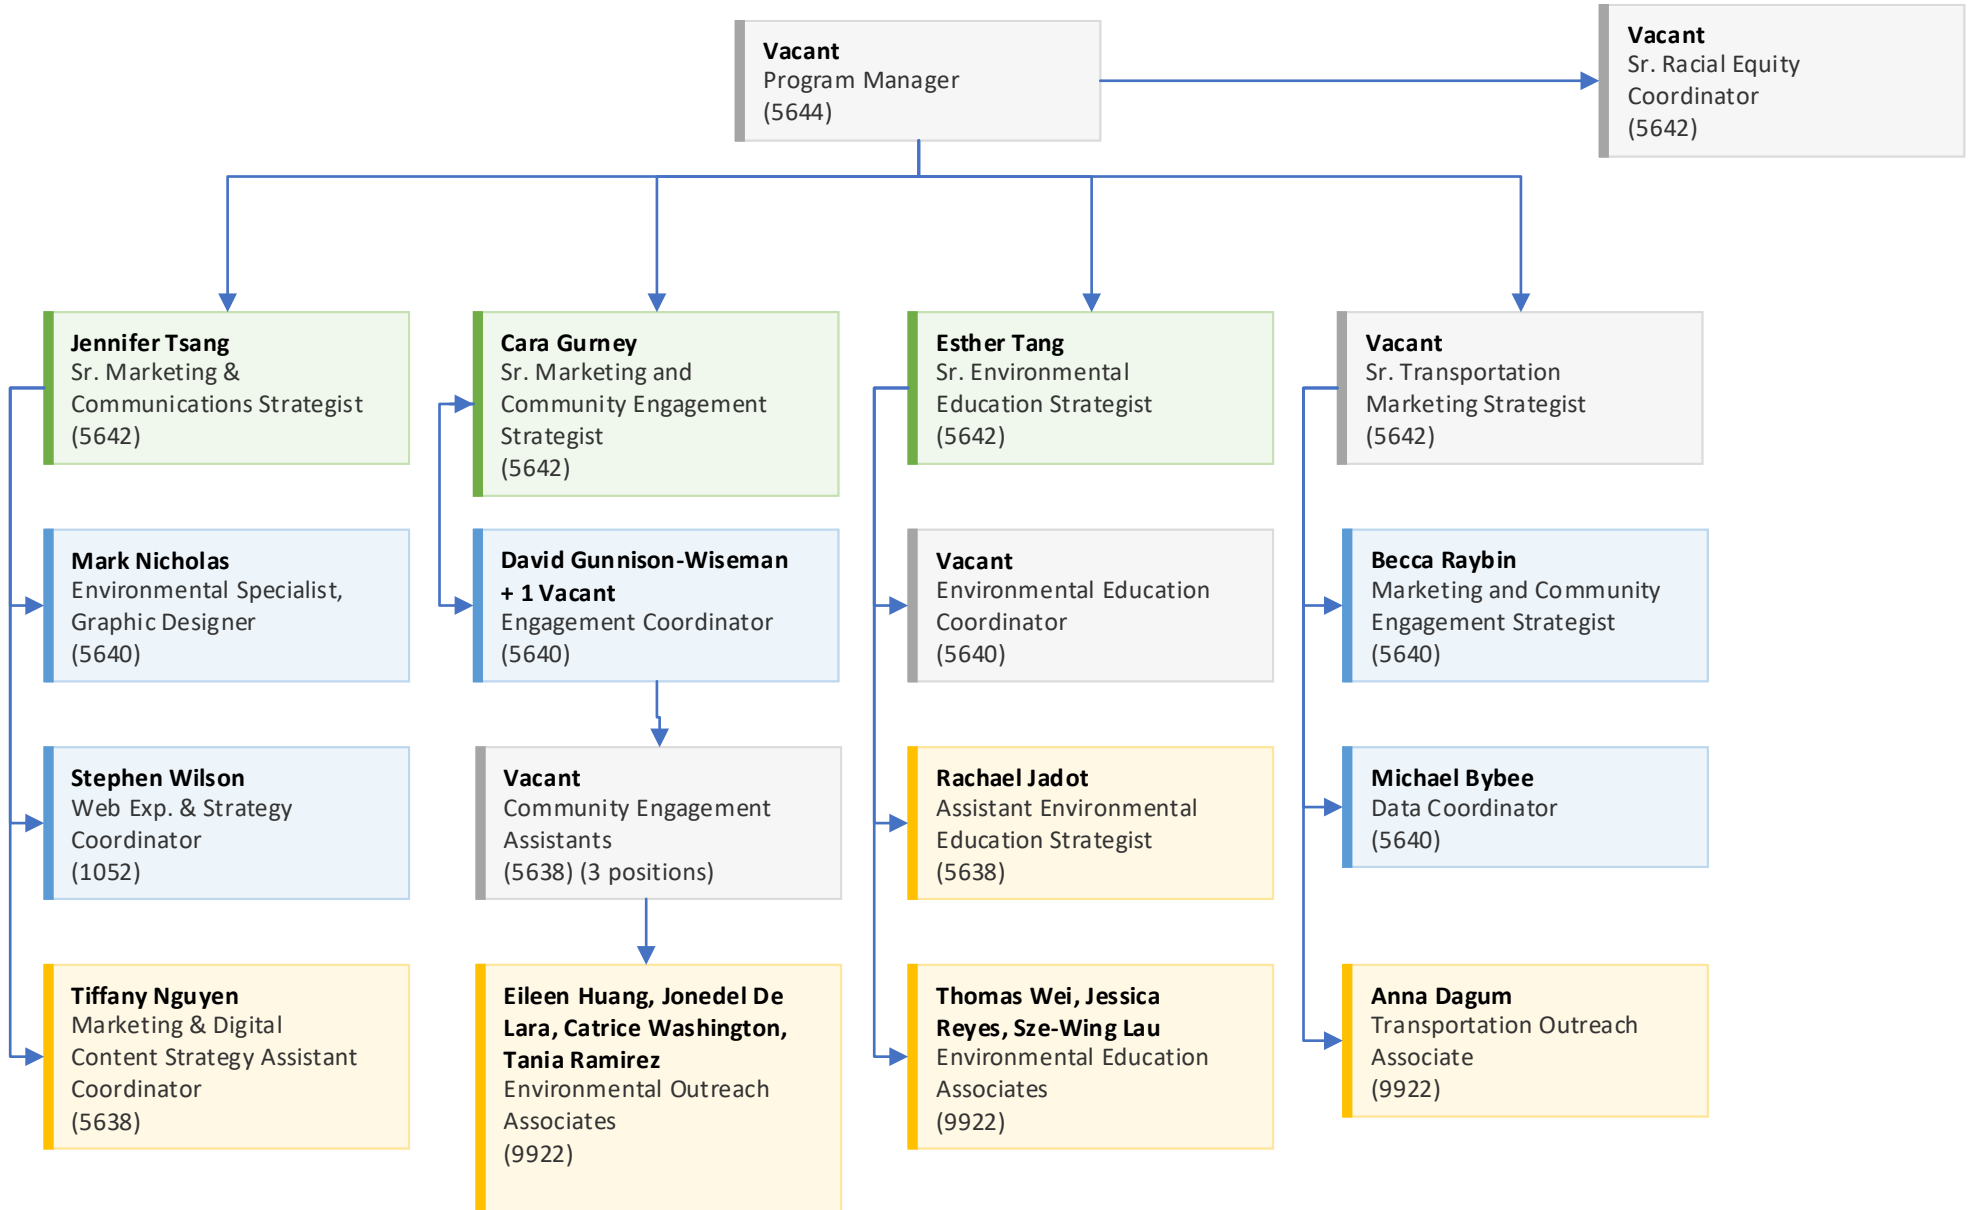 Vacant
Program Manager
(5644)
Vacant
Sr. Racial Equity
Coordinator
(5642)
Jennifer Tsang
Sr. Marketing &
Communications Strategist
(5642)
Cara Gurney
Sr. Marketing and
Community Engagement
Strategist
(5642)
Esther Tang
Sr. Environmental
Education Strategist
(5642)
Vacant
Sr. Transportation
Marketing Strategist
(5642)
Mark Nicholas
Environmental Specialist,
Graphic Designer
(5640)
David Gunnison-Wiseman
+ 1 Vacant
Engagement Coordinator
(5640)
Vacant
Environmental Education
Coordinator
(5640)
Becca Raybin
Marketing and Community
Engagement Strategist
(5640)
Stephen Wilson
Web Exp. & Strategy
Coordinator
(1052)
Vacant
Community Engagement
Assistants
(5638) (3 positions)
Rachael Jadot
Assistant Environmental
Education Strategist
(5638)
Michael Bybee
Data Coordinator
(5640)
Tiffany Nguyen
Marketing & Digital
Content Strategy Assistant
Coordinator
(5638)
Eileen Huang, Jonedel De
Lara, Catrice Washington,
Tania Ramirez
Environmental Outreach
Associates
(9922)
Thomas Wei, Jessica
Reyes, Sze-Wing Lau
Environmental Education
Associates
(9922)
Anna Dagum
Transportation Outreach
Associate
(9922)